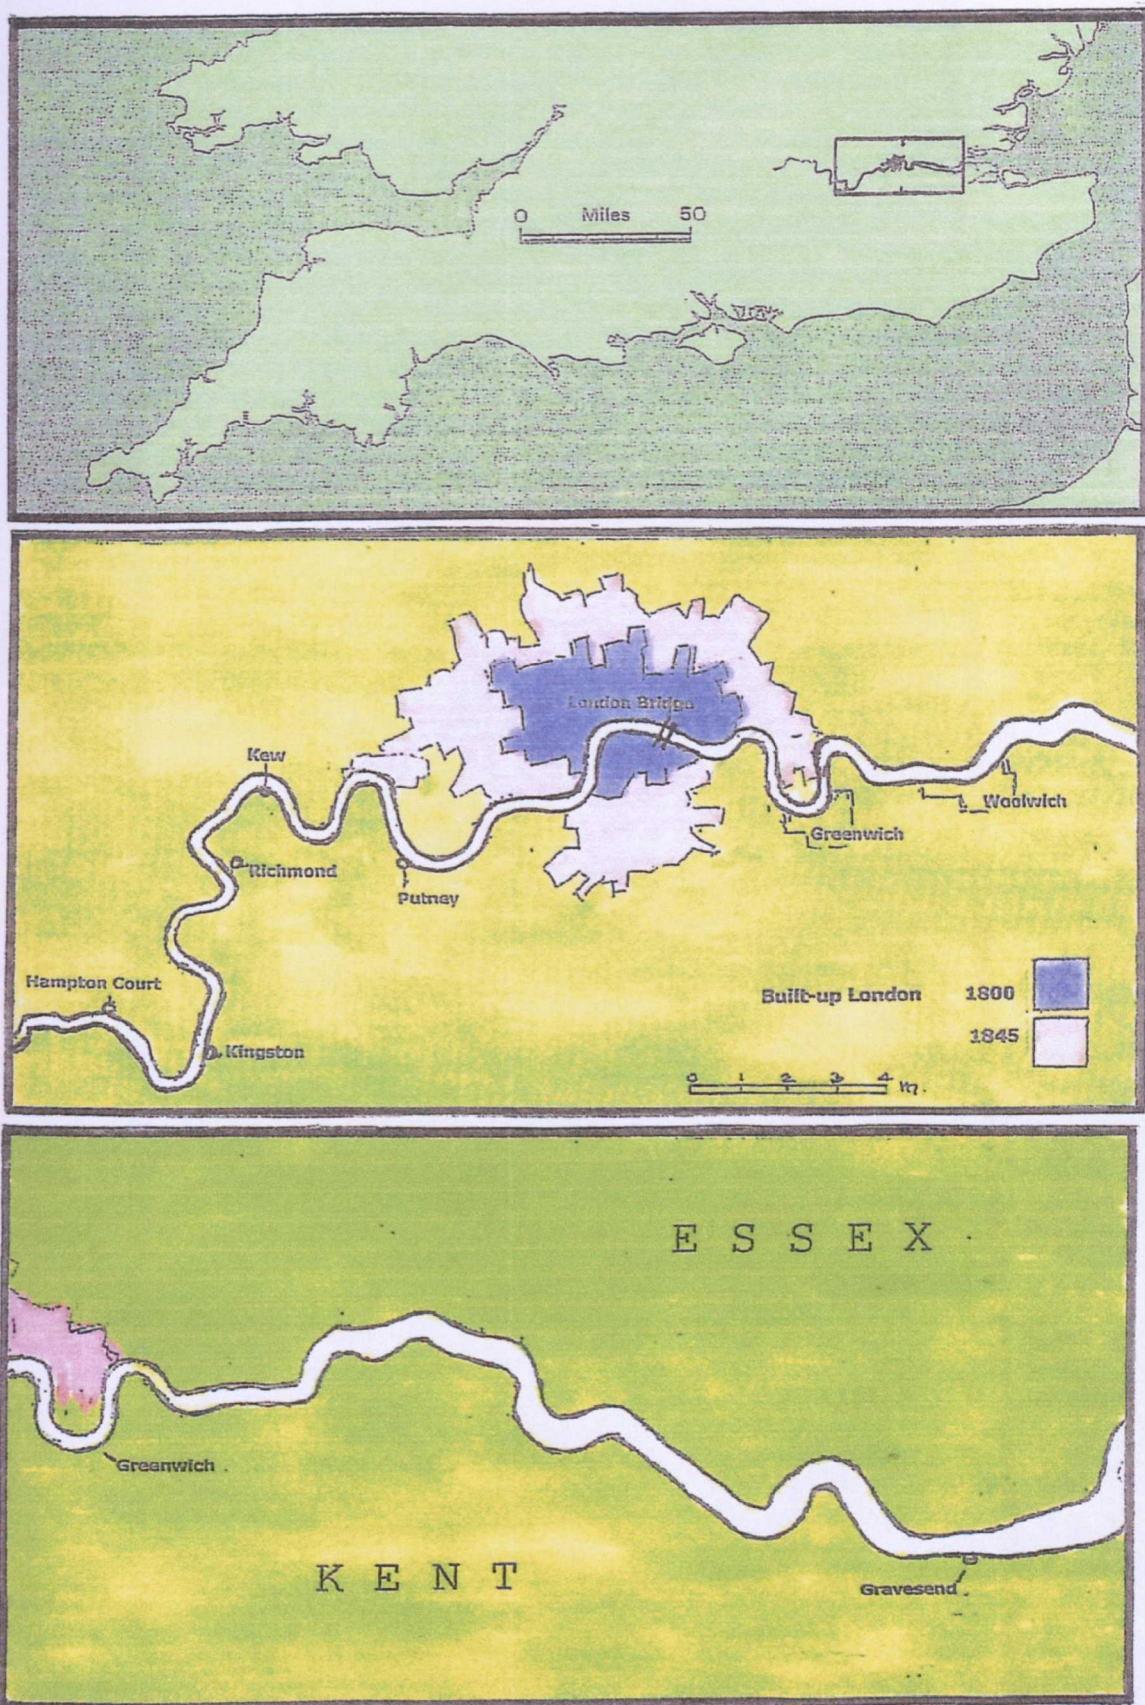 0 Miles 50
London Bridge
Kew
Woolwich
Greenwich
Richmond
Putney
Hampton Court
Built-up London 1800
1845
Kingston
0 1 2 3 4 m.
ESSEX
Greenwich
KENT
Gravesend